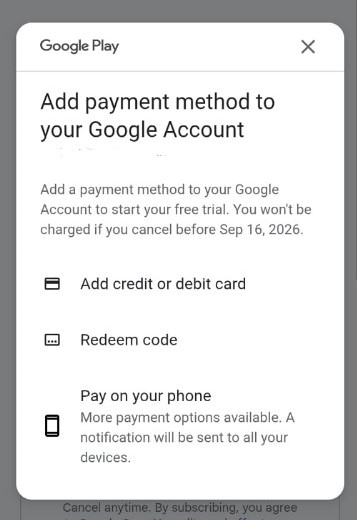 Google Play
Add payment method to
your Google Account
Add a payment method to your Google
Account to start your free trial. You won't be
charged if you cancel before Sep 16, 2026.
Add credit or debit card
Redeem code
Pay on your phone
More payment options available. A
notification will be sent to all your
devices.
Cancel anytime. By subscribing, you agree